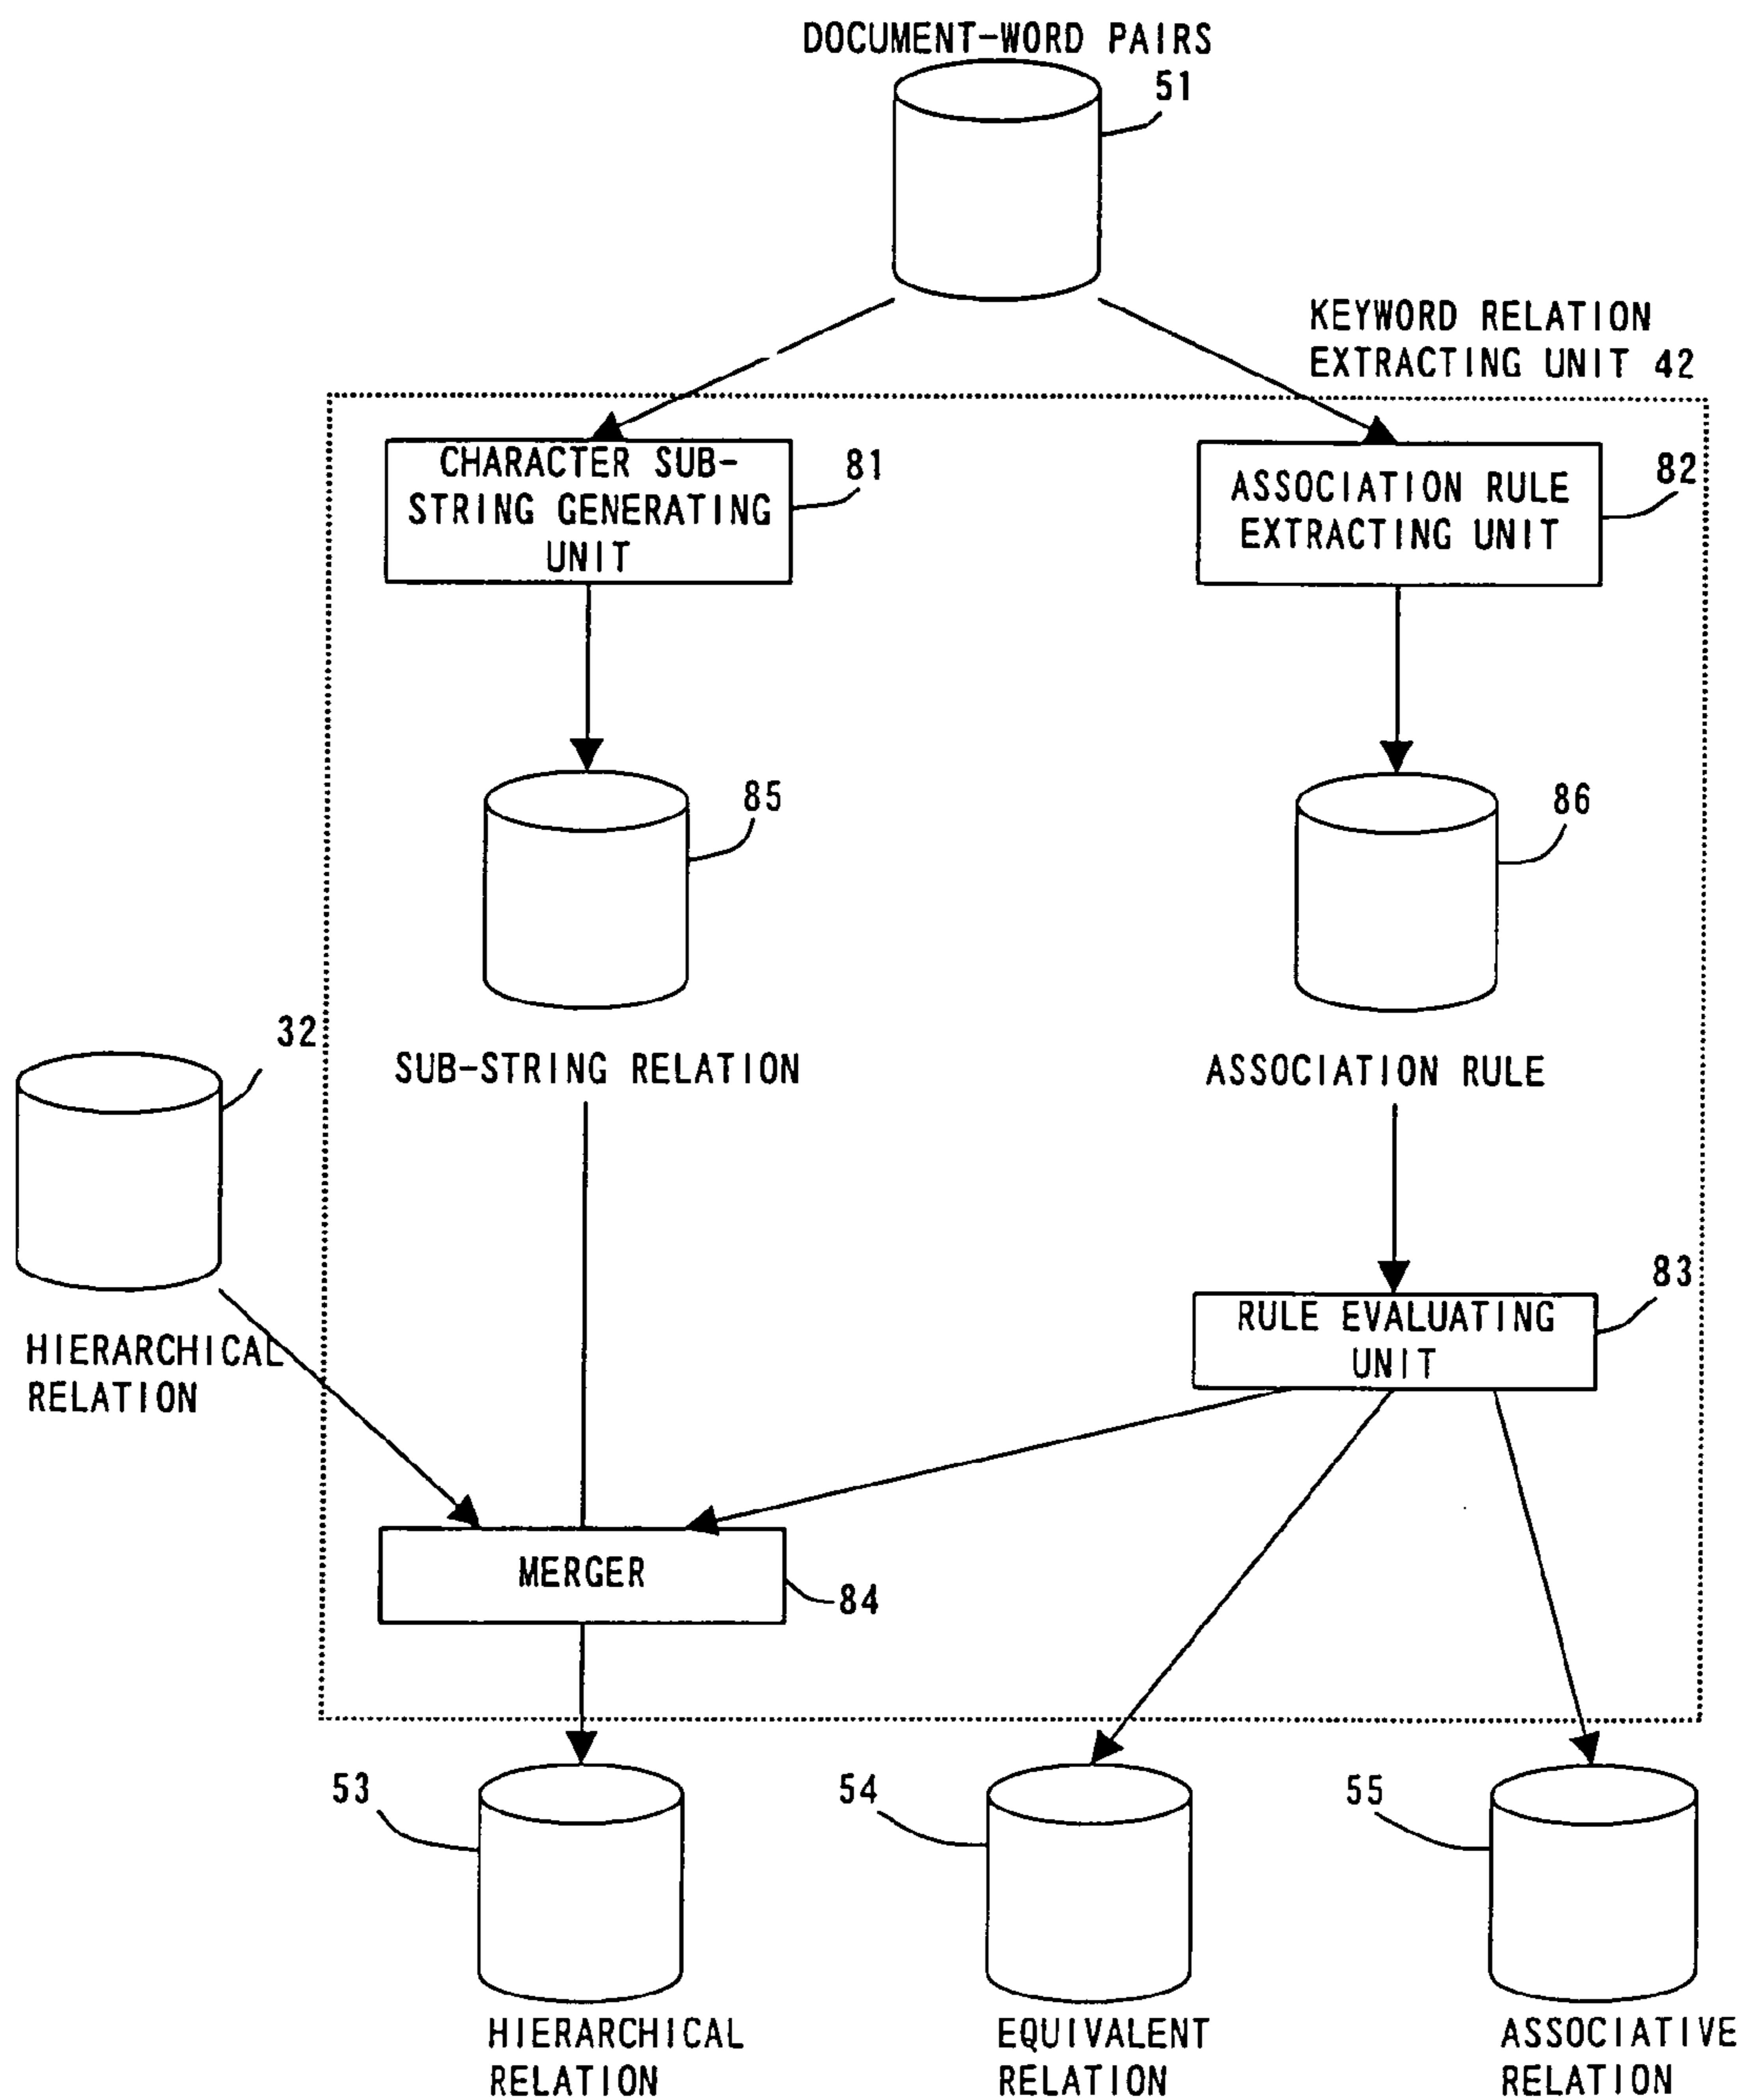 DOCUMENT-WORD PAIRS
51
KEYWORD RELATION
EXTRACTING UNIT 42
CHARACTER SUB-
STRING GENERATING
UNIT
81
ASSOCIATION RULE
EXTRACTING UNIT
82
85
86
32
SUB-STRING RELATION
ASSOCIATION RULE
83
RULE EVALUATING
UNIT
HIERARCHICAL
RELATION
MERGER
84
53
54
55
HIERARCHICAL
RELATION
EQUIVALENT
RELATION
ASSOCIATIVE
RELATION